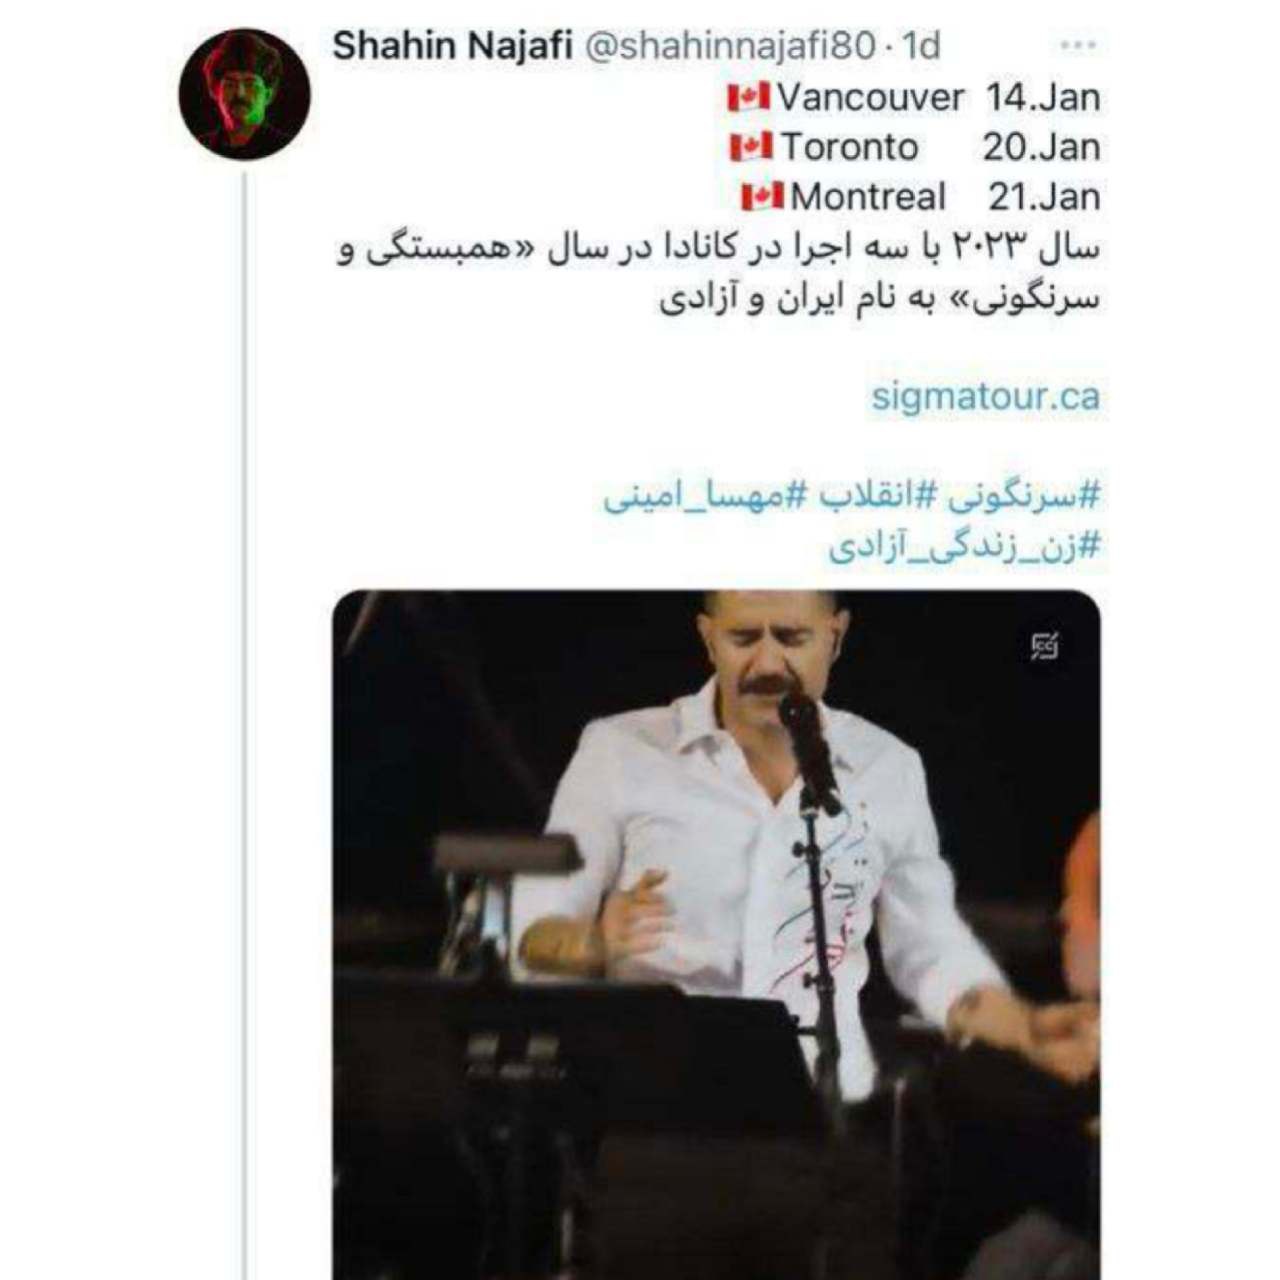 Shahin Najafi @shahinnajafi80 · 1d
🇨🇦Vancouver 14.Jan
🇨🇦Toronto 20.Jan
🇨🇦Montreal 21.Jan
سال ۲۰۲۳ با سه اجرا در کانادا در سال «همبستگی و
سرنگونی» به نام ایران و آزادی
sigmatour.ca
#سرنگونی #انقلاب #مهسا_امینی
#زن_زندگی_آزادی